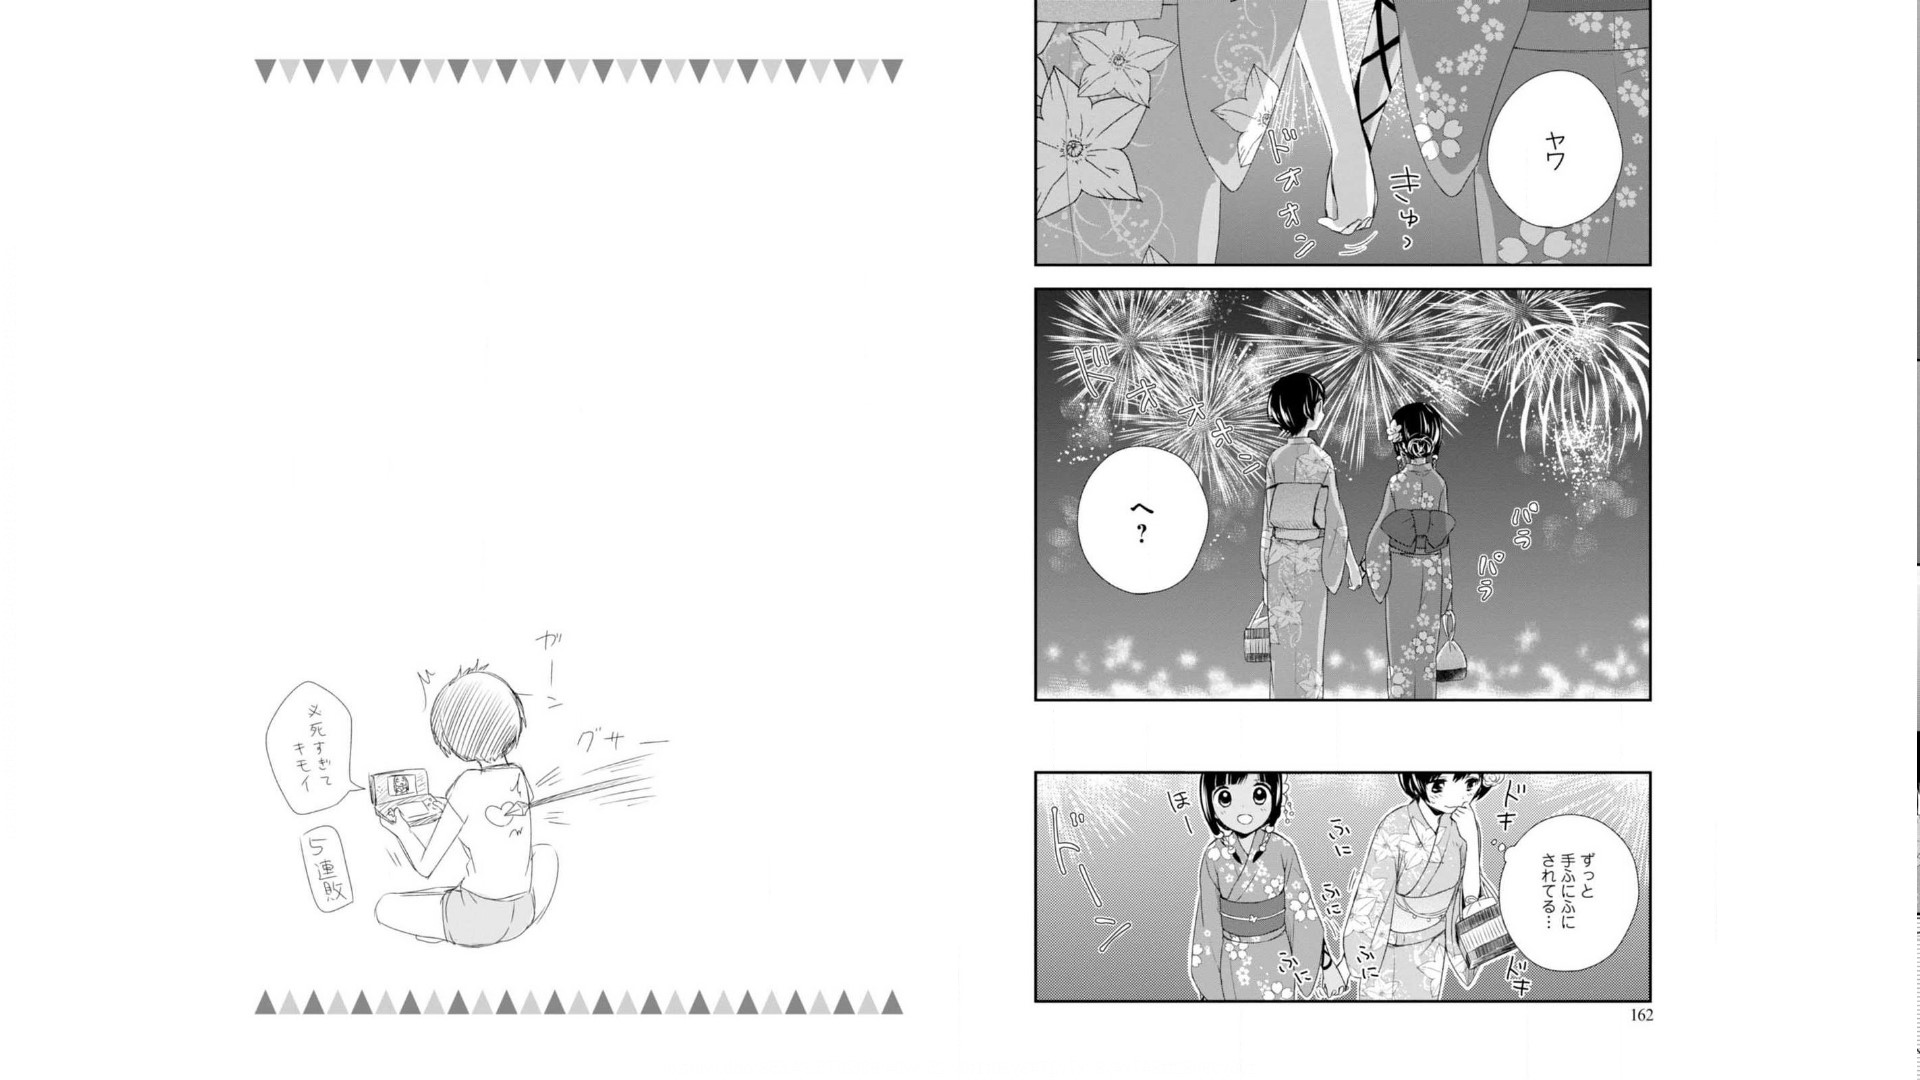 ヤワ
きゅっ
ドオオン
へ?
ドオオオン
パラ
パラ
ずっと
手ふにふに
されてる…
ドキ
ドキ
ふに
ふに
ふに
ふに
ほー
ドーン
162
ガーン
グサー
必死すぎて
キモイ
5連敗